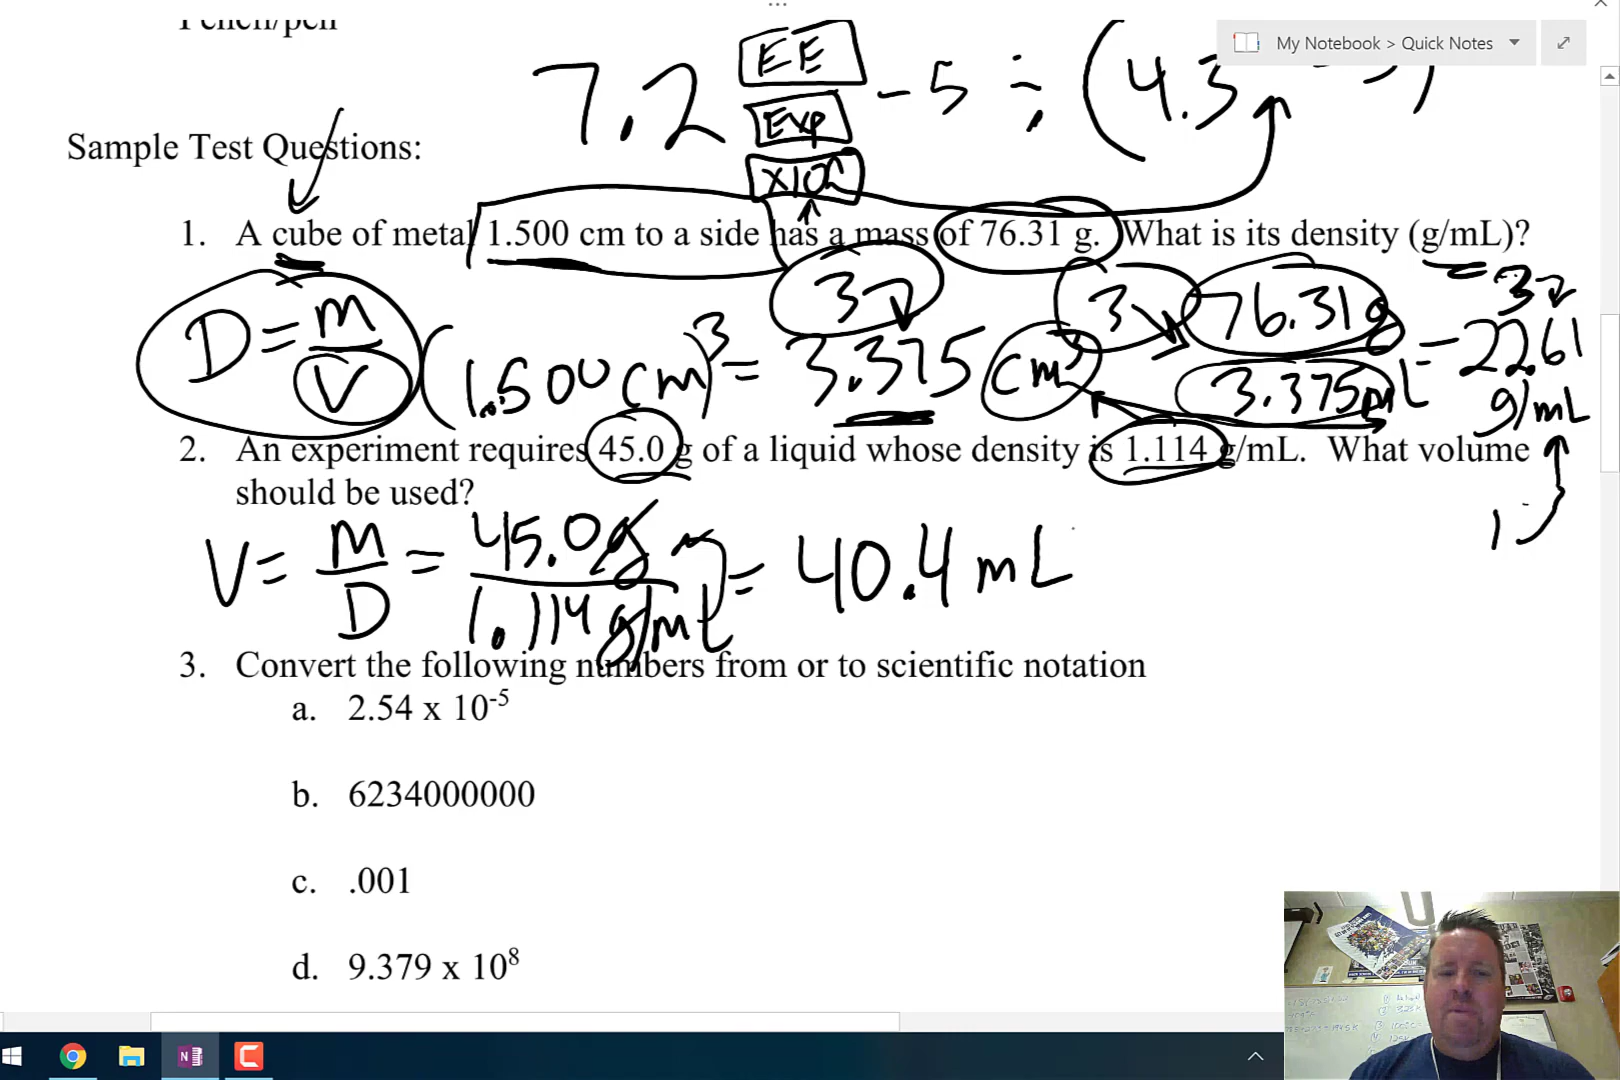 Pencil/pen
My Notebook > Quick Notes
7.2 EE - 5 ÷ (4.3
Exp
x10^
Sample Test Questions:
1. A cube of metal 1.500 cm to a side has a mass of 76.31 g. What is its density (g/mL)?
D = m/V (1.500 cm)³ = 3.375 cm³ 76.31g / 3.375 mL = 22.61 g/mL
2. An experiment requires 45.0 g of a liquid whose density is 1.114 g/mL. What volume
should be used?
V = M/D = 45.0g / 1.114 g/mL = 40.4 mL
3. Convert the following numbers from or to scientific notation
a. 2.54 x 10⁻⁵
b. 6234000000
c. .001
d. 9.379 x 10⁸